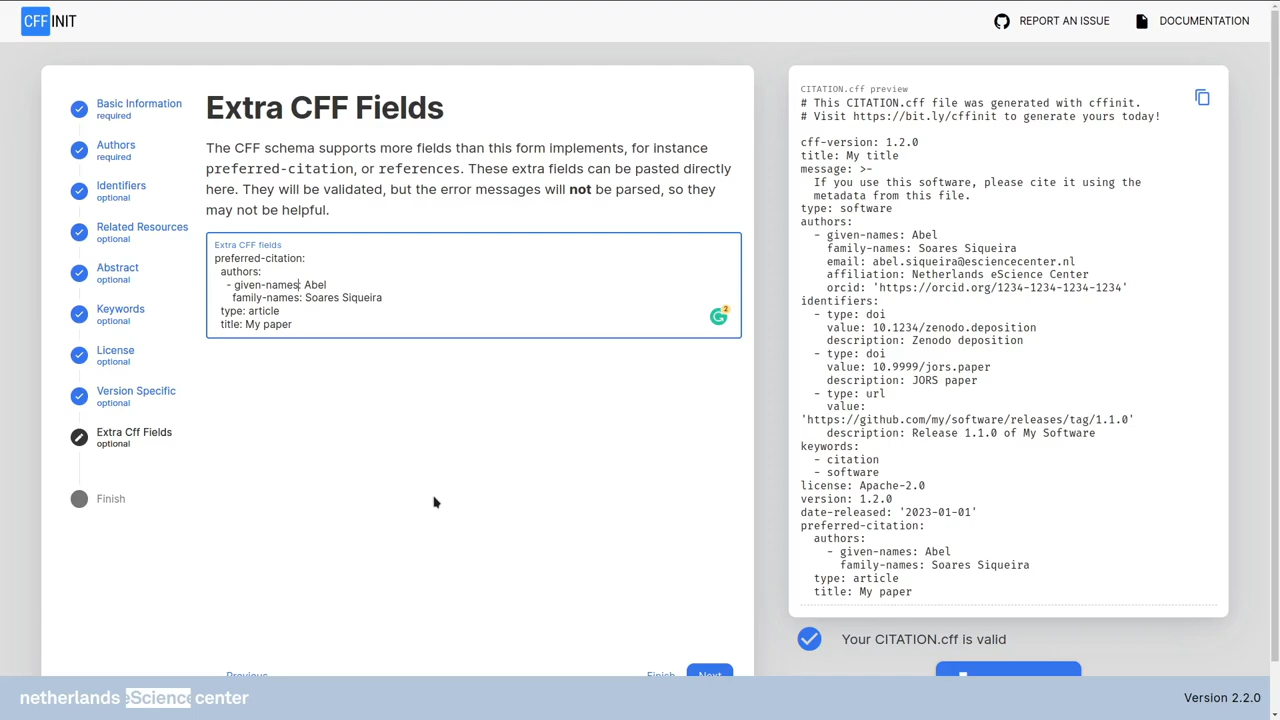 CFF INIT
REPORT AN ISSUE
DOCUMENTATION
Basic Information
required
Authors
required
Identifiers
optional
Related Resources
optional
Abstract
optional
Keywords
optional
License
optional
Version Specific
optional
Extra Cff Fields
optional
Finish
Extra CFF Fields
The CFF schema supports more fields than this form implements, for instance
preferred-citation, or references. These extra fields can be pasted directly
here. They will be validated, but the error messages will not be parsed, so they
may not be helpful.
Extra CFF fields
preferred-citation:
authors:
- given-names: Abel
family-names: Soares Siqueira
type: article
title: My paper
2
Previous
Finish
Next
CITATION.cff preview
# This CITATION.cff file was generated with cffinit.
# Visit https://bit.ly/cffinit to generate yours today!
cff-version: 1.2.0
title: My title
message: >-
If you use this software, please cite it using the
metadata from this file.
type: software
authors:
- given-names: Abel
family-names: Soares Siqueira
email: abel.siqueira@esciencecenter.nl
affiliation: Netherlands eScience Center
orcid: 'https://orcid.org/1234-1234-1234-1234'
identifiers:
- type: doi
value: 10.1234/zenodo.deposition
description: Zenodo deposition
- type: doi
value: 10.9999/jors.paper
description: JORS paper
- type: url
value:
'https://github.com/my/software/releases/tag/1.1.0'
description: Release 1.1.0 of My Software
keywords:
- citation
- software
license: Apache-2.0
version: 1.2.0
date-released: '2023-01-01'
preferred-citation:
authors:
- given-names: Abel
family-names: Soares Siqueira
type: article
title: My paper
Your CITATION.cff is valid
netherlands eScience center
Version 2.2.0